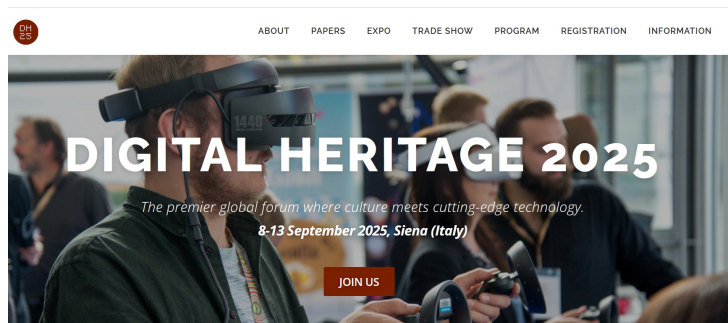 DH
25
ABOUT PAPERS EXPO TRADE SHOW PROGRAM REGISTRATION INFORMATION
1440
DIGITAL HERITAGE 2025
The premier global forum where culture meets cutting-edge technology.
8-13 September 2025, Siena (Italy)
JOIN US